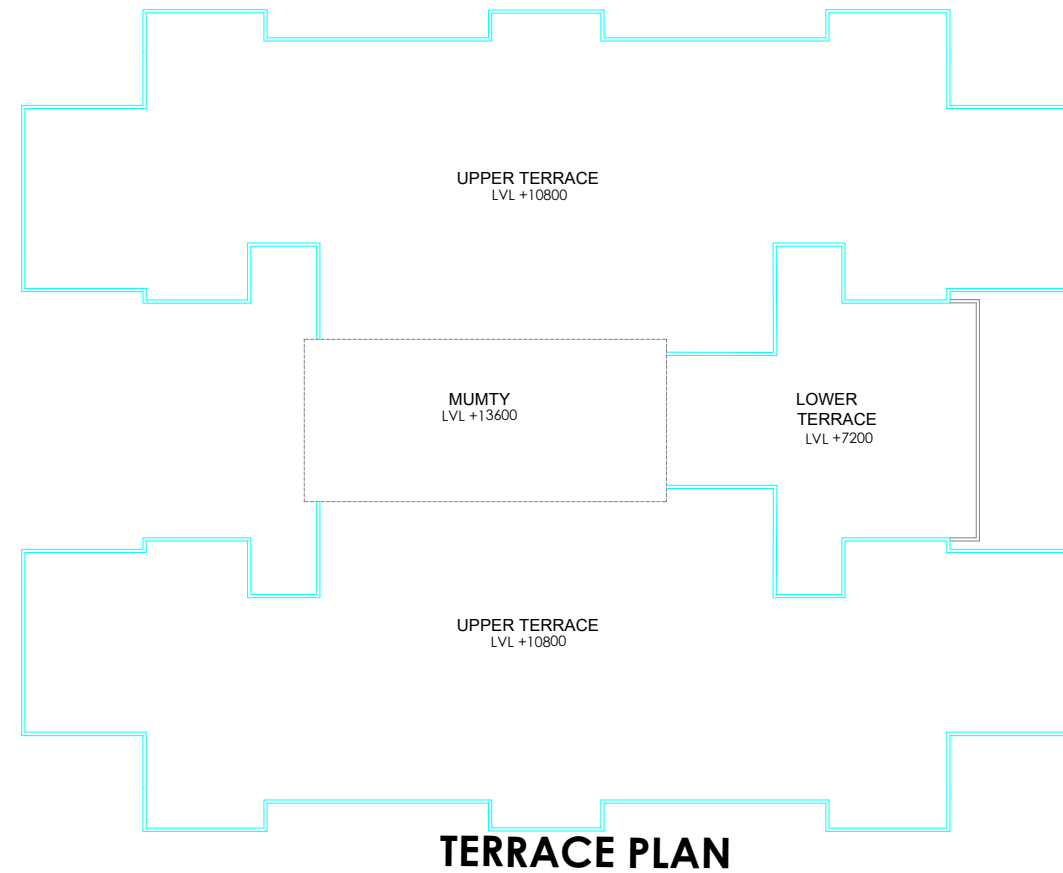 UPPER TERRACE
LVL +10800
MUMTY
LVL +13600
LOWER
TERRACE
LVL +7200
UPPER TERRACE
LVL +10800
TERRACE PLAN